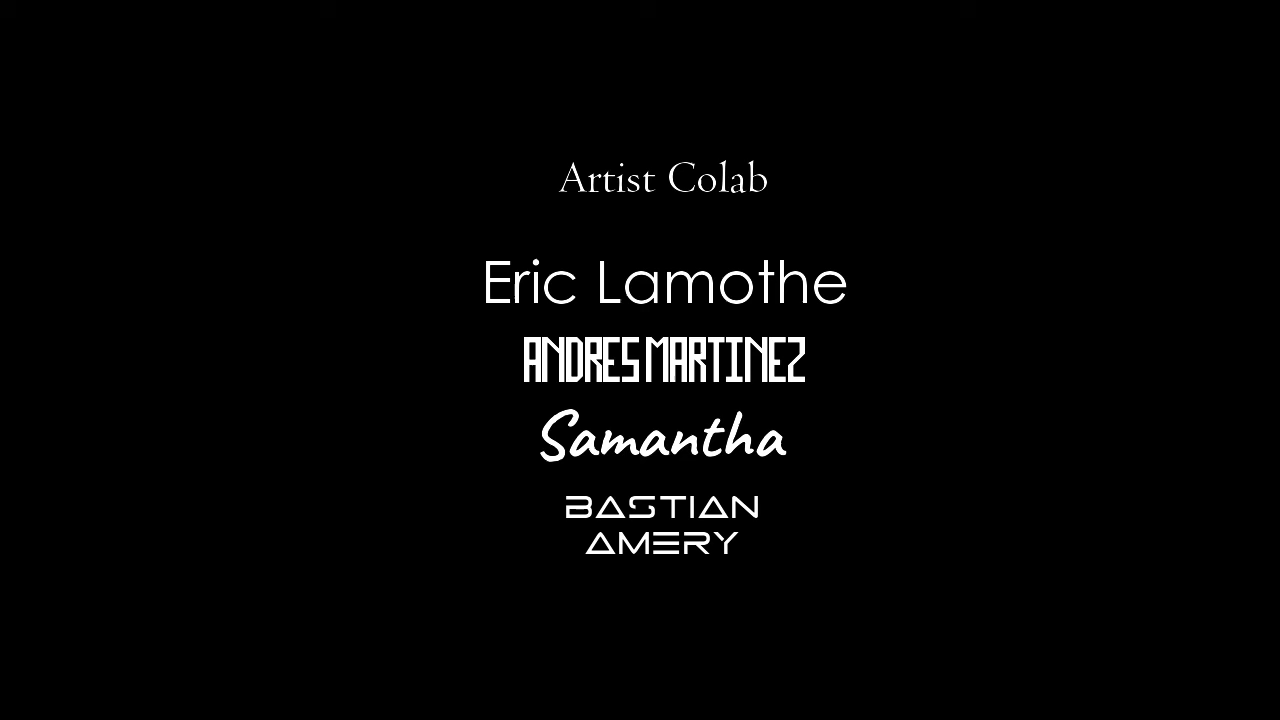 Artist Colab
Eric Lamothe
ANDRES MARTINEZ
Samantha
BASTIAN
AMERY